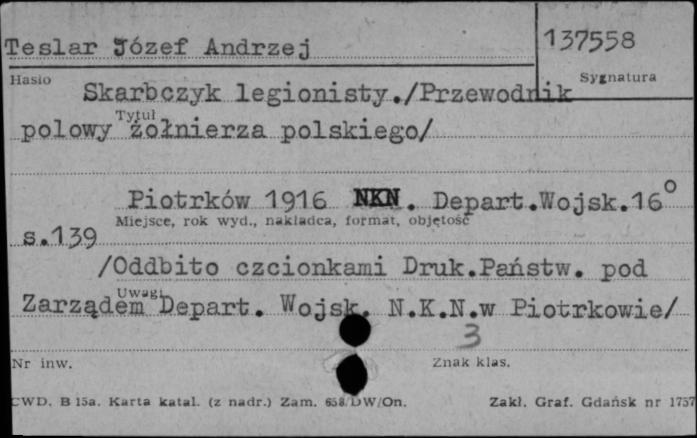 Teslar Józef Andrzej
137558
Hasło
Sygnatura
Skarbczyk legionisty./Przewodnik
Tytuł
polowy żołnierza polskiego/
Piotrków 1916 NKN. Depart.Wojsk.16°
Miejsce, rok wyd., nakładca, format, objętość
s.139
/Oddbito czcionkami Druk.Państw. pod
Uwagi
Zarządem Depart. Wojsk. N.K.N.w Piotrkowie/
3
Nr inw.
Znak klas.
CWD. B 15a. Karta katal. (z nadr.) Zam. 658/DW/On.
Zakł. Graf. Gdańsk nr 1757